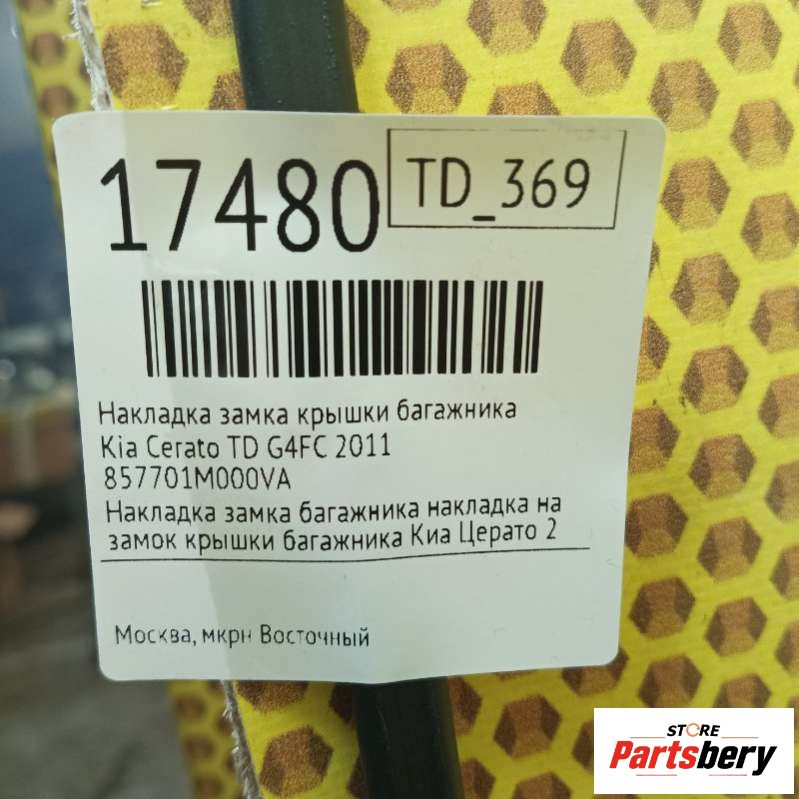 17480
TD_369
Накладка замка крышки багажника
Kia Cerato TD G4FC 2011
857701M000VA
Накладка замка багажника накладка на
замок крышки багажника Киа Церато 2
Москва, мкрн Восточный
STORE
Partsbery